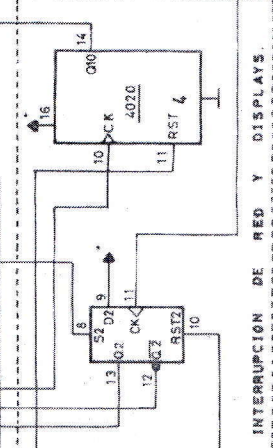 14
Q10
16
4020
4
CK
RST
10
11
9
11
8
S2
D2
CK
Q2
Q2
RST2
13
12
10
INTERRUPCION DE RED Y DISPLAYS.